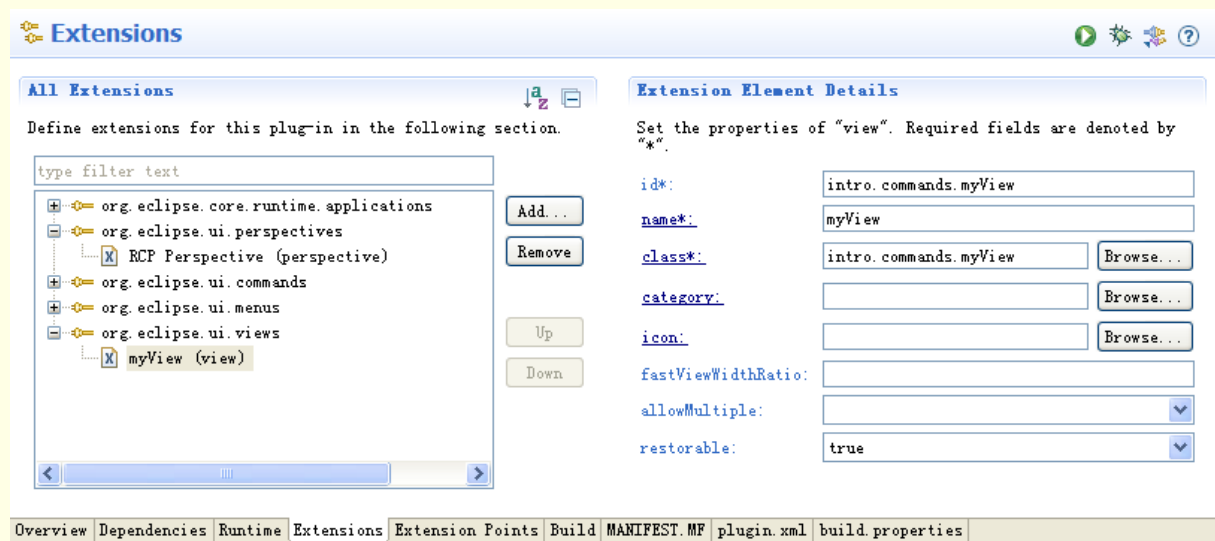 Extensions
All Extensions
Define extensions for this plug-in in the following section.
type filter text
org.eclipse.core.runtime.applications
org.eclipse.ui.perspectives
RCP Perspective (perspective)
org.eclipse.ui.commands
org.eclipse.ui.menus
org.eclipse.ui.views
myView (view)
Add...
Remove
Up
Down
Extension Element Details
Set the properties of "view". Required fields are denoted by
"*".
id*: intro.commands.myView
name*: myView
class*: intro.commands.myView Browse...
category: Browse...
icon: Browse...
fastViewWidthRatio:
allowMultiple:
restorable: true
Overview Dependencies Runtime Extensions Extension Points Build MANIFEST.MF plugin.xml build.properties